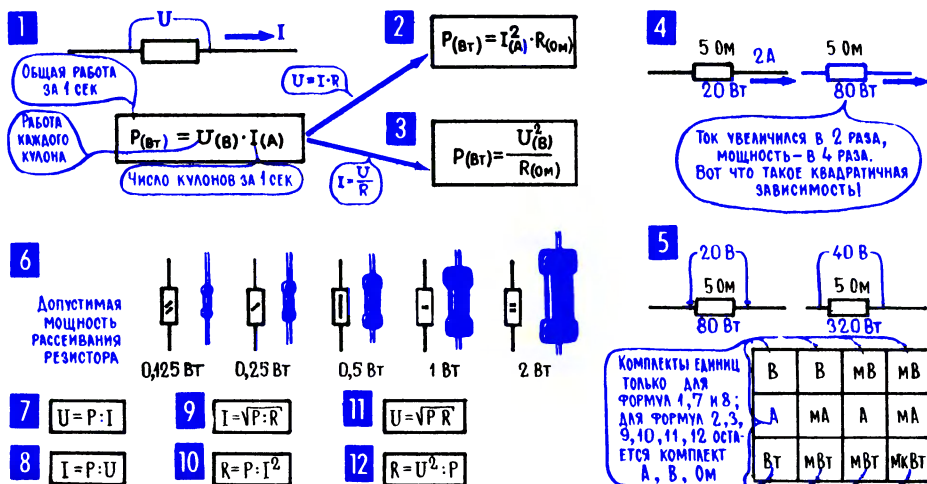 1
U
I
Общая работа
за 1 сек
Работа
каждого
кулона
P(Вт) = U(В) · I(А)
Число кулонов за 1 сек
U=I·R
I=U/R
2
P(Вт) = I²(А) · R(Ом)
3
P(Вт) = U²(В)/R(Ом)
4
5 Ом
2А
20 Вт
5 Ом
80 Вт
Ток увеличился в 2 раза,
мощность – в 4 раза.
Вот что такое квадратичная
зависимость!
5
20 В
5 Ом
80 Вт
40 В
5 Ом
320 Вт
6
Допустимая
мощность
рассеивания
резистора
0,125 Вт
0,25 Вт
0,5 Вт
1 Вт
2 Вт
7
U=P:I
8
I=P:U
9
I=√P:R
10
R=P:I²
11
U=√P R
12
R=U²:P
Комплекты единиц
только для
формул 1,7 и 8;
для формул 2,3,
9,10,11,12 оста-
ется комплект
А, В, Ом
В В мВ мВ
А мА А мА
Вт мВт мВт мкВт